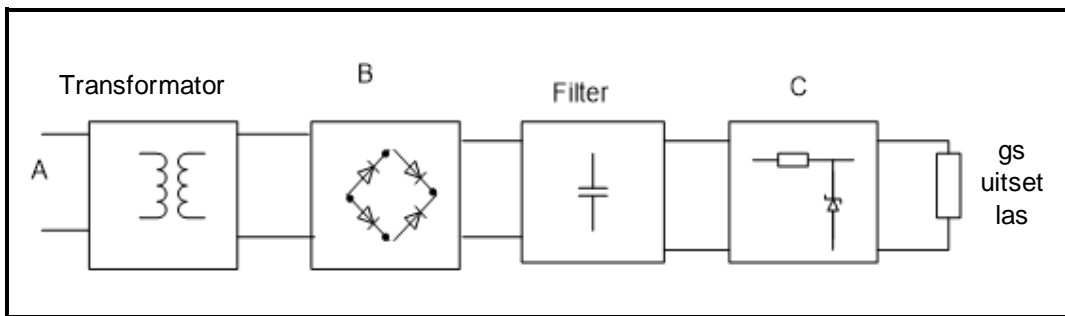 Transformator
B
Filter
C
A
gs
uitset
las